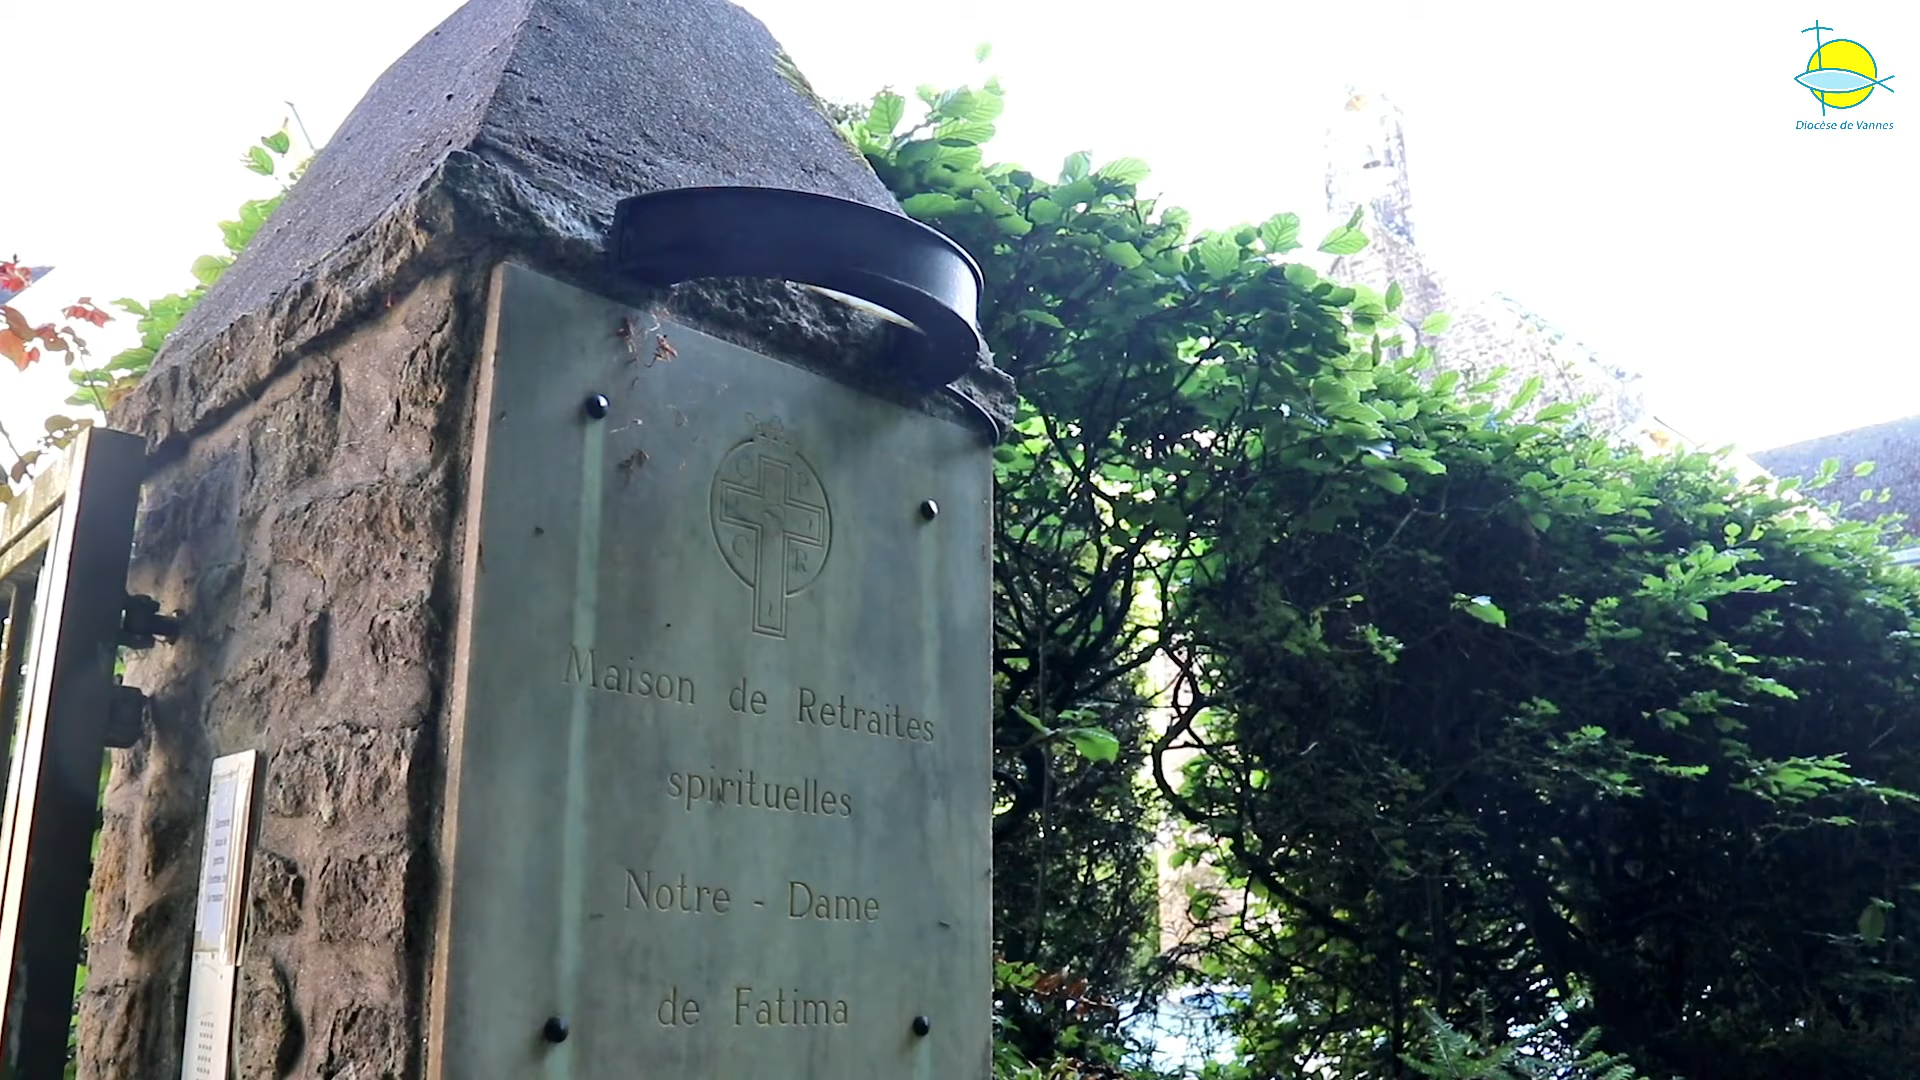 Diocèse de Vannes
C P
C R
I
Maison de Retraites
spirituelles
Notre - Dame
de Fatima